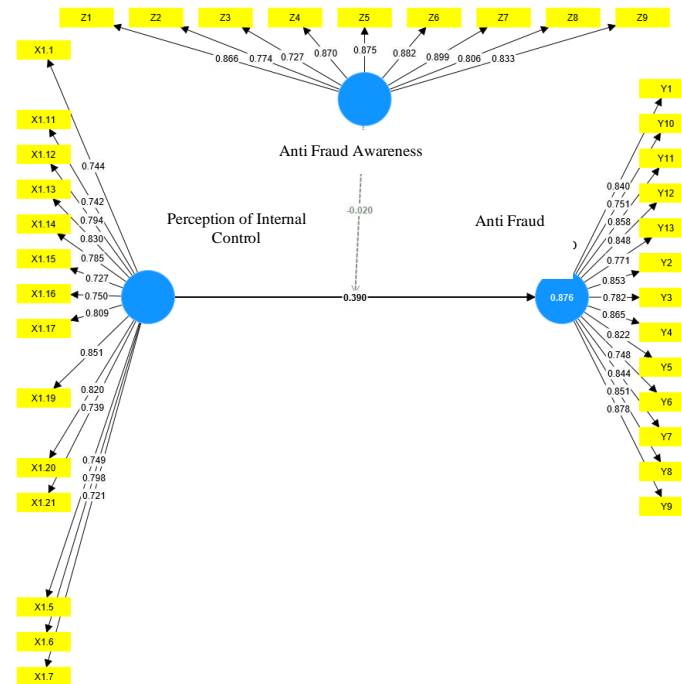 Z1 Z2 Z3 Z4 Z5 Z6 Z7 Z8 Z9
0.866 0.774 0.727 0.870 0.875 0.882 0.899 0.806 0.833
Anti Fraud Awareness
X1.1
X1.11
X1.12
X1.13
X1.14
X1.15
X1.16
X1.17
X1.19
X1.20
X1.21
X1.5
X1.6
X1.7
0.744
0.742
0.794
0.830
0.785
0.727
0.750
0.809
0.851
0.820
0.739
0.749
0.798
0.721
Perception of Internal
Control
-0.020
0.390
Anti Fraud
0.876
0.840
0.751
0.858
0.848
0.771
0.853
0.782
0.865
0.822
0.748
0.844
0.851
0.878
Y1
Y10
Y11
Y12
Y13
Y2
Y3
Y4
Y5
Y6
Y7
Y8
Y9